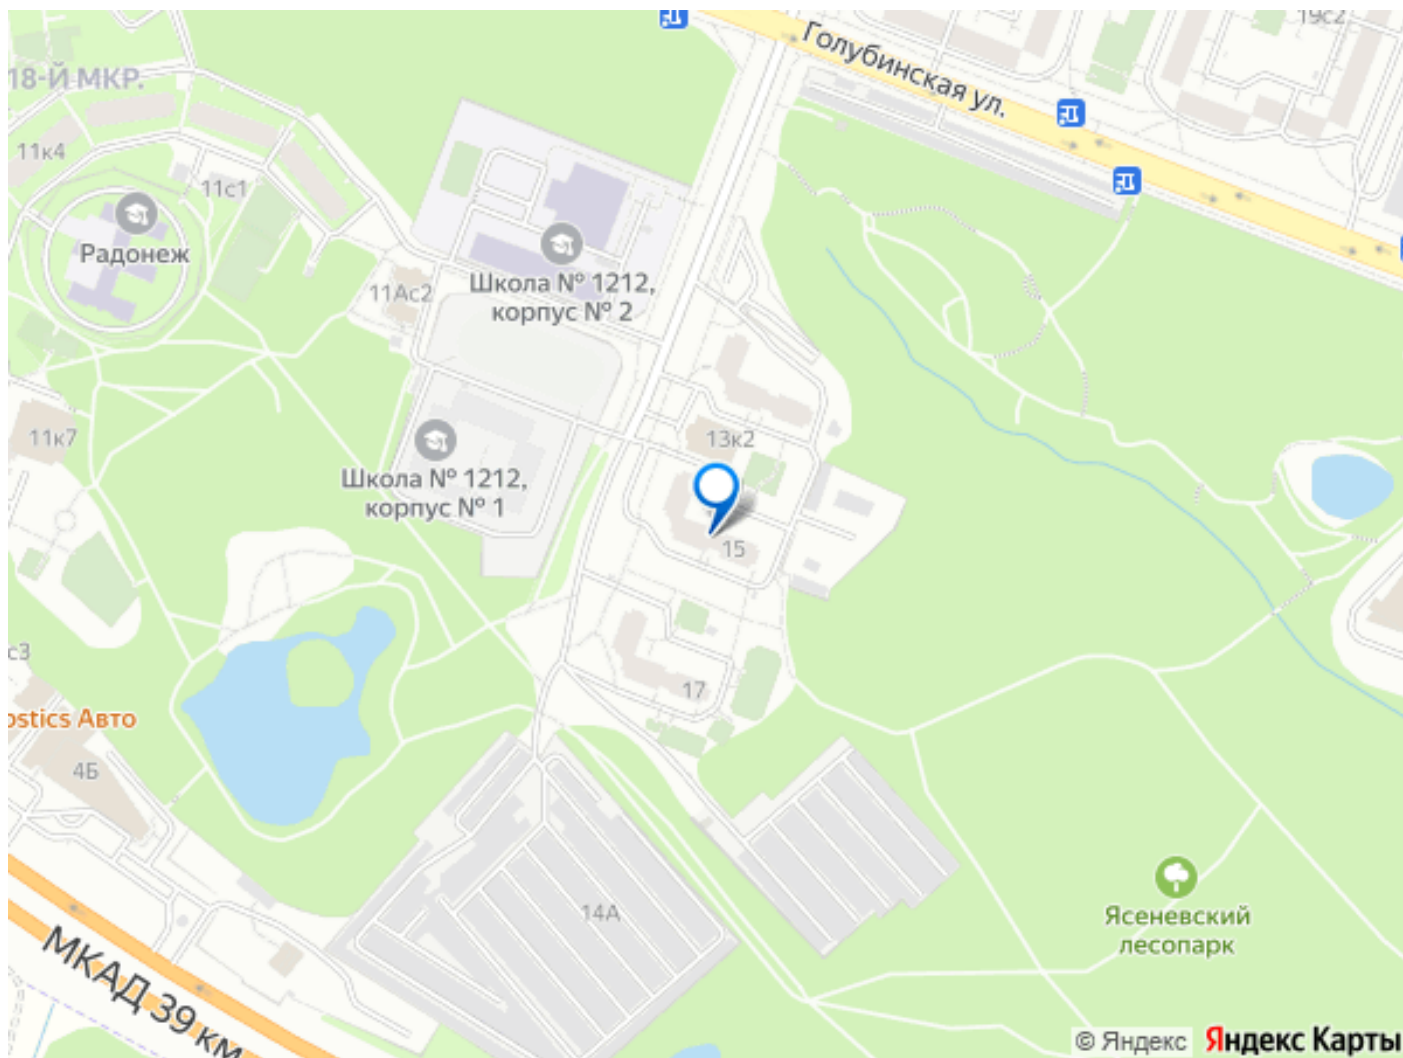 19с2
Голубинская ул.
18-Й МКР.
11к4
11с1
Радонеж
Школа № 1212,
корпус № 2
11Ас2
11к7
13к2
Школа № 1212,
корпус № 1
15
с3
17
ostics Авто
4Б
14А
Ясеневский
лесопарк
МКАД 39 км
© Яндекс Яндекс Карты